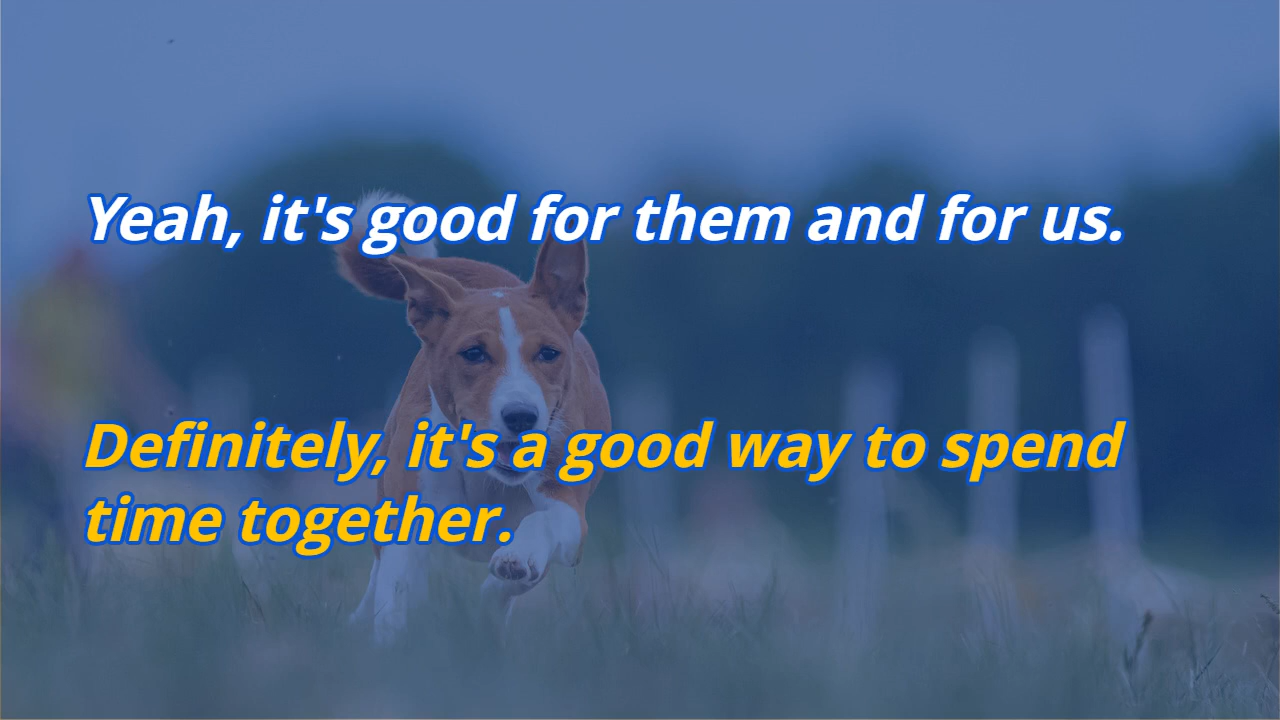 Yeah, it's good for them and for us.
Definitely, it's a good way to spend
time together.